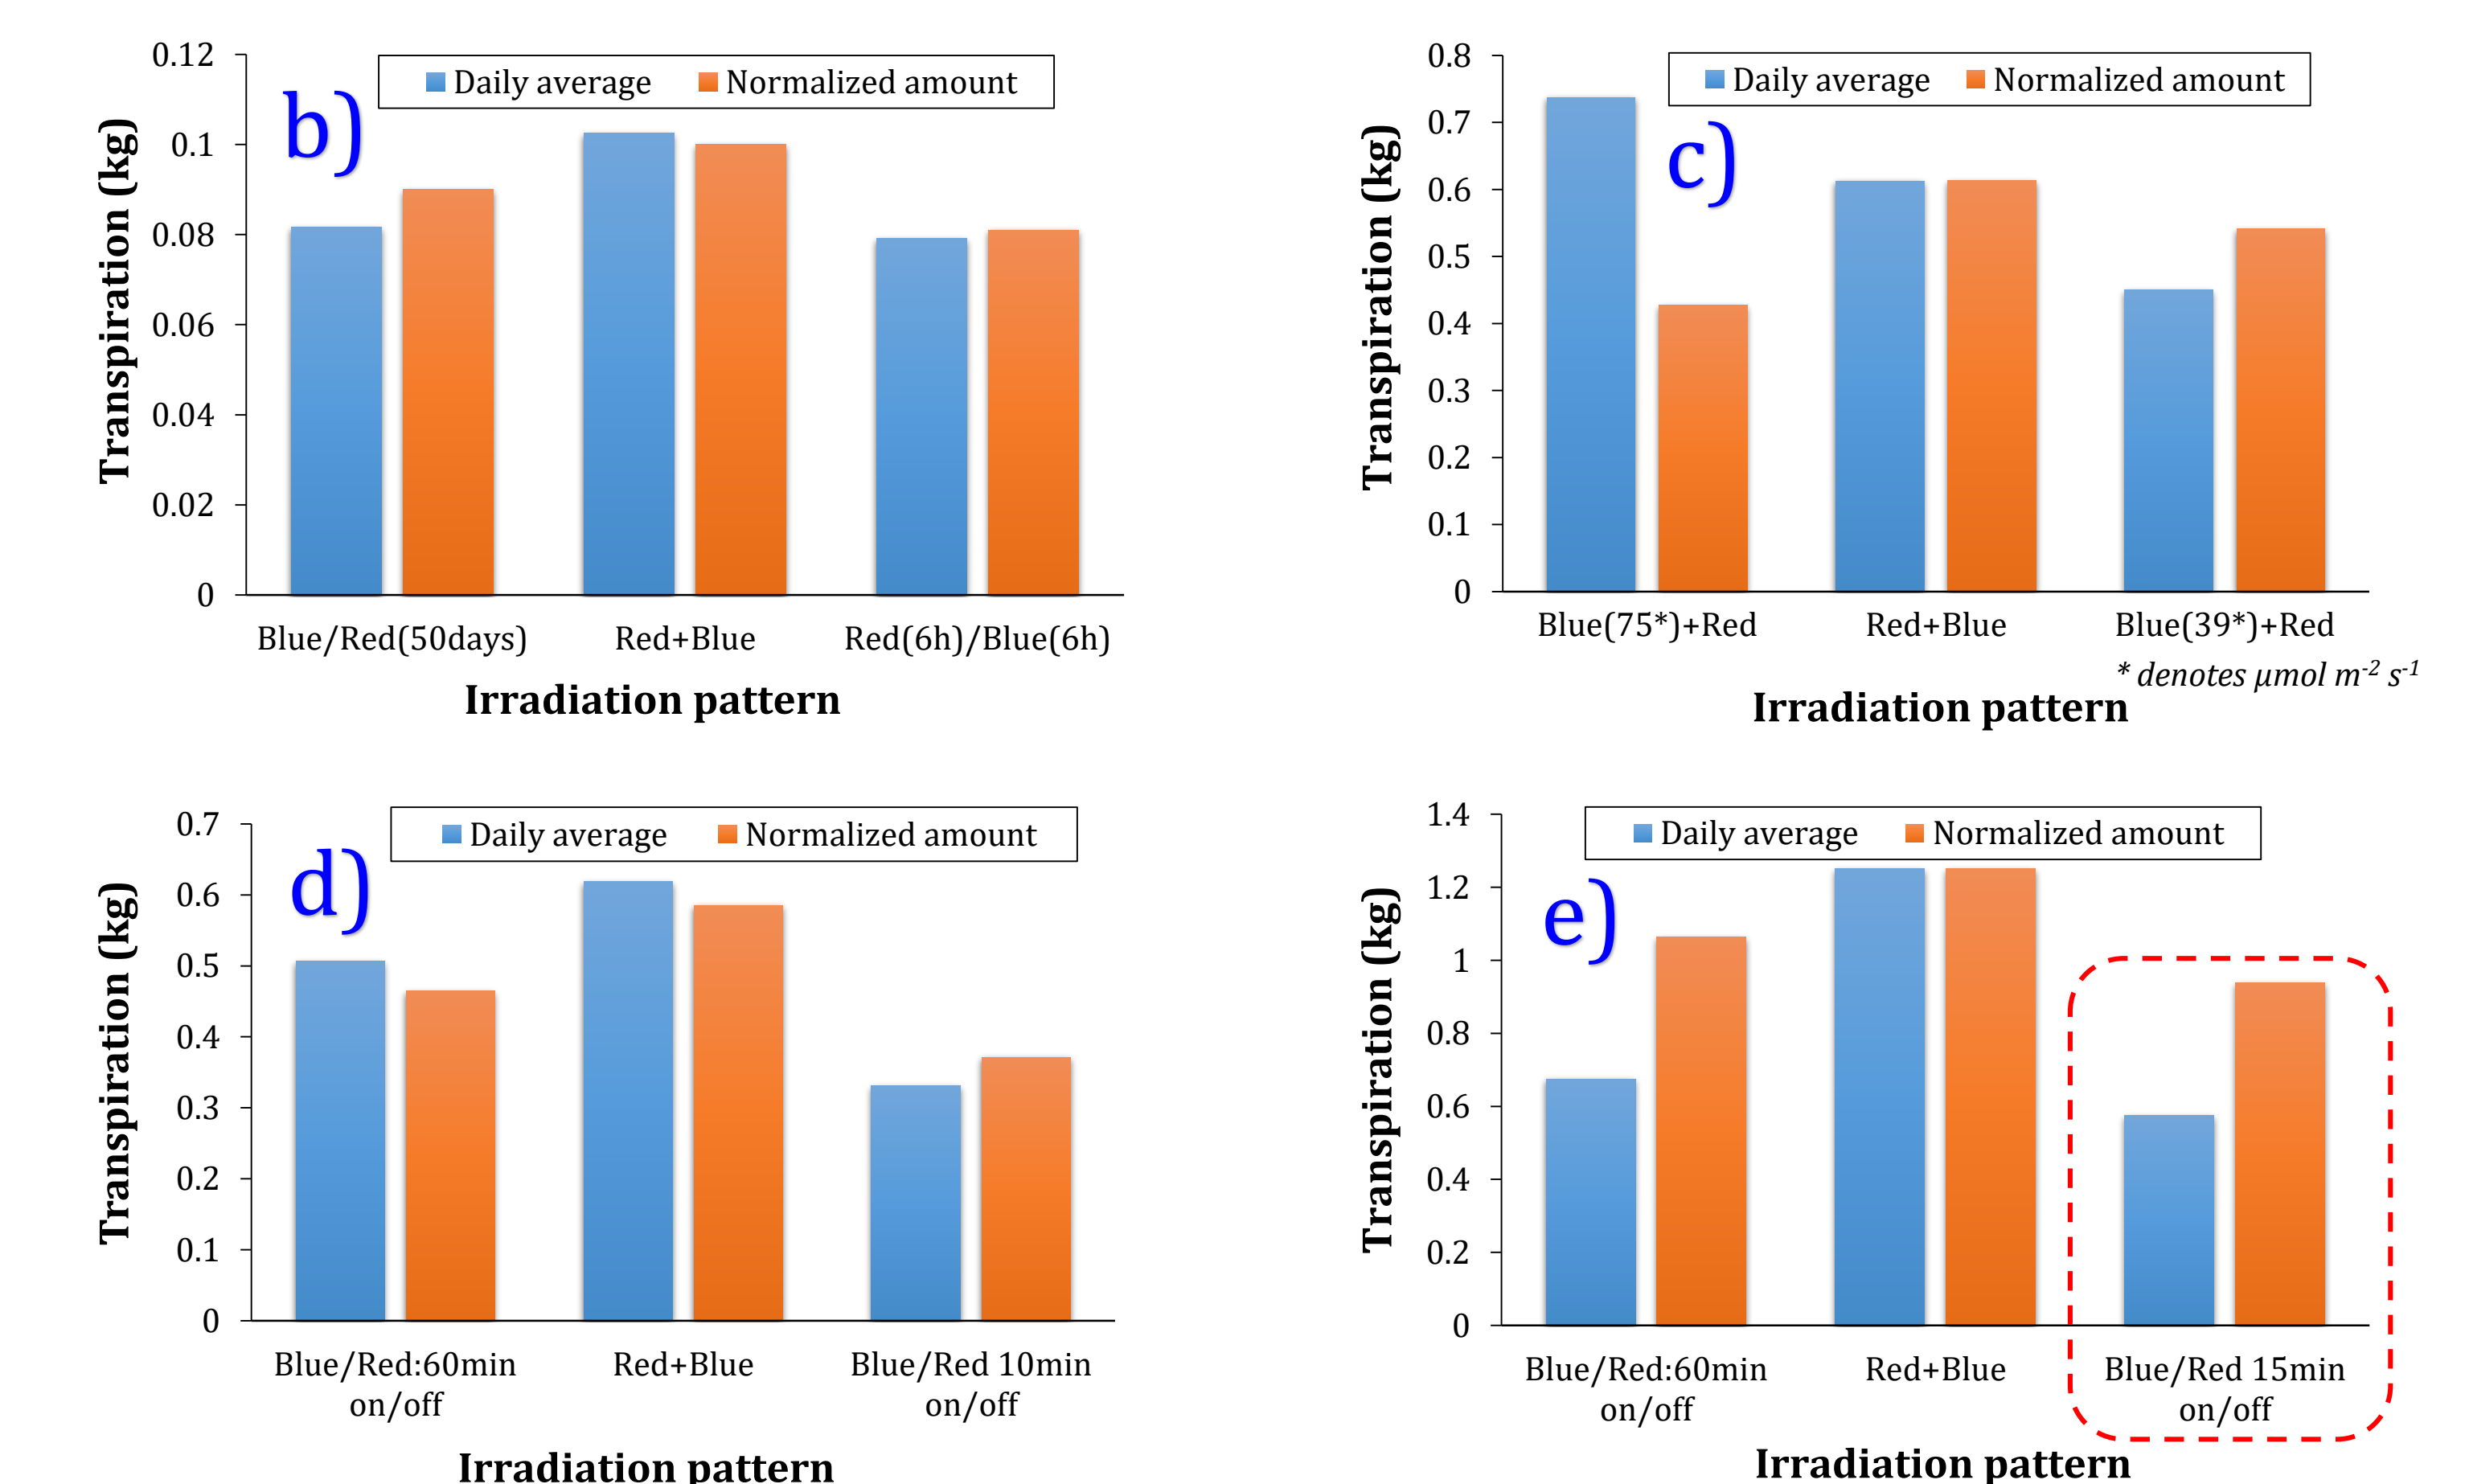 b)
Daily average Normalized amount
Transpiration (kg)
0.12
0.1
0.08
0.06
0.04
0.02
0
Blue/Red(50days) Red+Blue Red(6h)/Blue(6h)
Irradiation pattern
c)
Daily average Normalized amount
Transpiration (kg)
0.8
0.7
0.6
0.5
0.4
0.3
0.2
0.1
0
Blue(75*)+Red Red+Blue Blue(39*)+Red
* denotes μmol m⁻² s⁻¹
Irradiation pattern
d)
Daily average Normalized amount
Transpiration (kg)
0.7
0.6
0.5
0.4
0.3
0.2
0.1
0
Blue/Red:60min Red+Blue Blue/Red 10min
on/off on/off
Irradiation pattern
e)
Daily average Normalized amount
Transpiration (kg)
1.4
1.2
1
0.8
0.6
0.4
0.2
0
Blue/Red:60min Red+Blue Blue/Red 15min
on/off on/off
Irradiation pattern